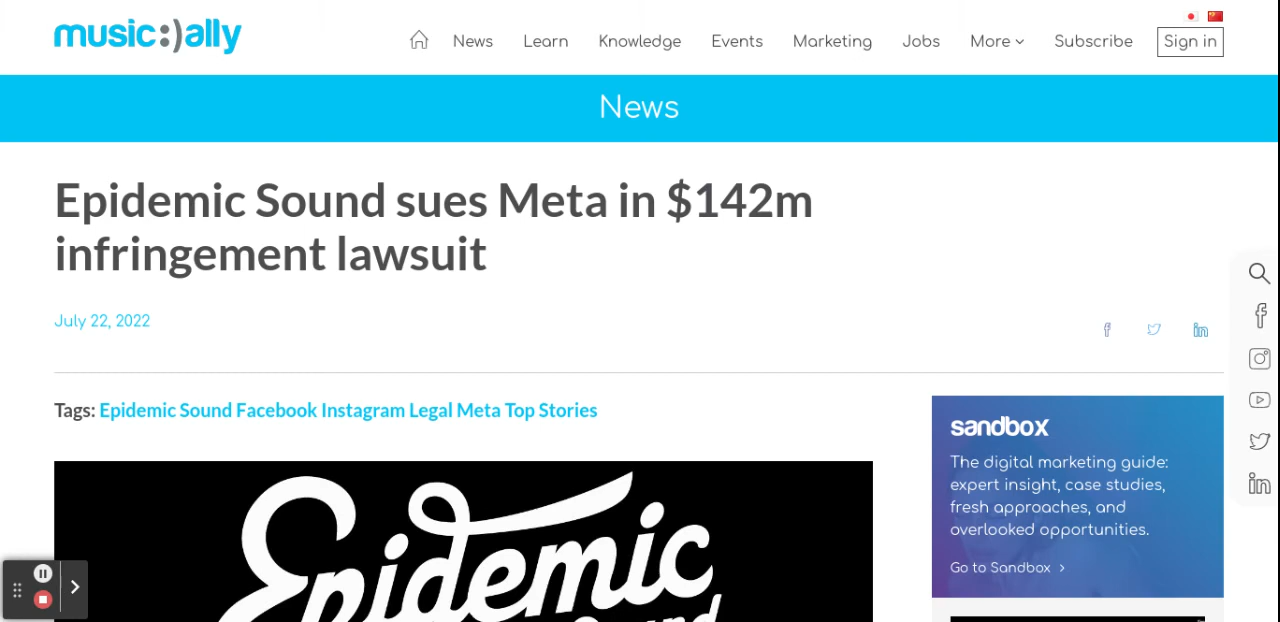 music:)ally
News Learn Knowledge Events Marketing Jobs More Subscribe Sign in
News
Epidemic Sound sues Meta in $142m
infringement lawsuit
July 22, 2022
Tags: Epidemic Sound Facebook Instagram Legal Meta Top Stories
Epidemic
Sound
sandbox
The digital marketing guide:
expert insight, case studies,
fresh approaches, and
overlooked opportunities.
Go to Sandbox >